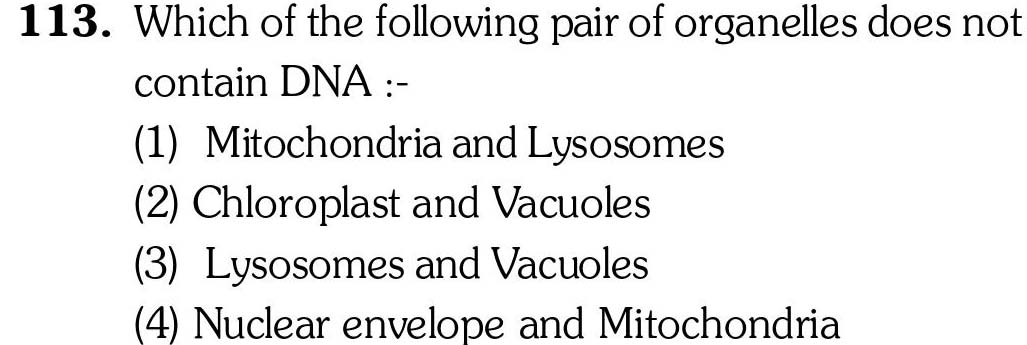 113. Which of the following pair of organelles does not
contain DNA :-
(1) Mitochondria and Lysosomes
(2) Chloroplast and Vacuoles
(3) Lysosomes and Vacuoles
(4) Nuclear envelope and Mitochondria